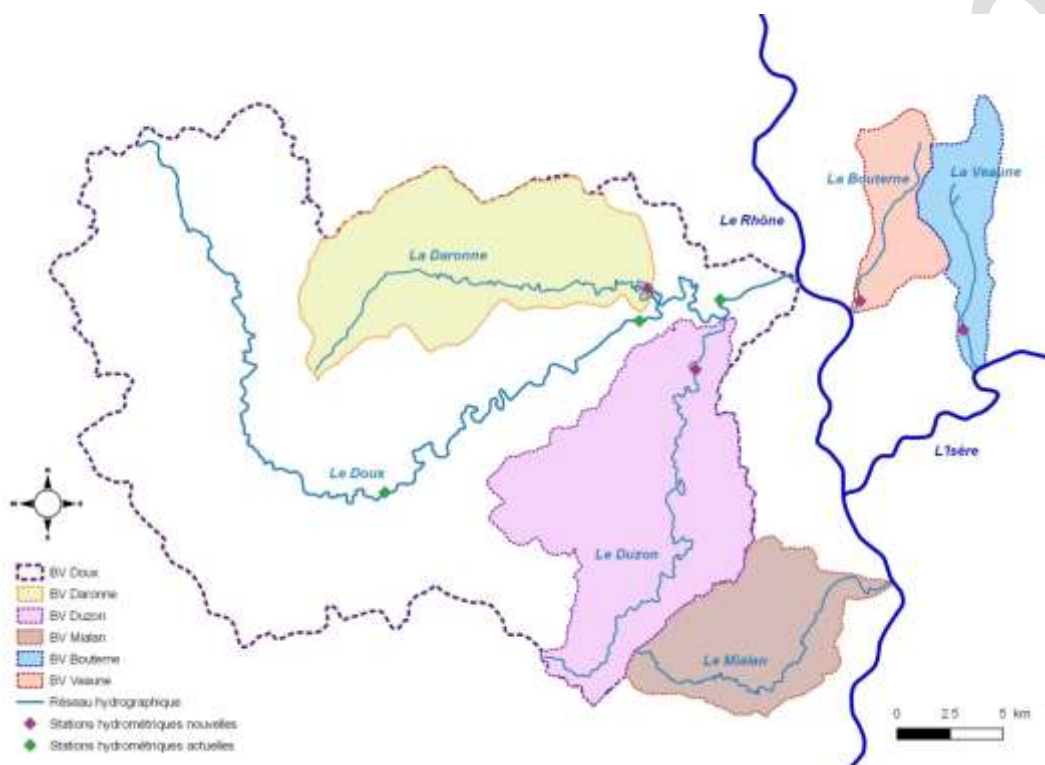 La Bouterne
La Veaune
Le Rhône
La Daronne
L'Isère
Le Doux
Le Duzon
Le Mialan
BV Doux
BV Daronne
BV Duzon
BV Mialan
BV Bouterne
BV Veaune
Réseau hydrographique
Stations hydrométriques nouvelles
Stations hydrométriques actuelles
0 2.5 5 km